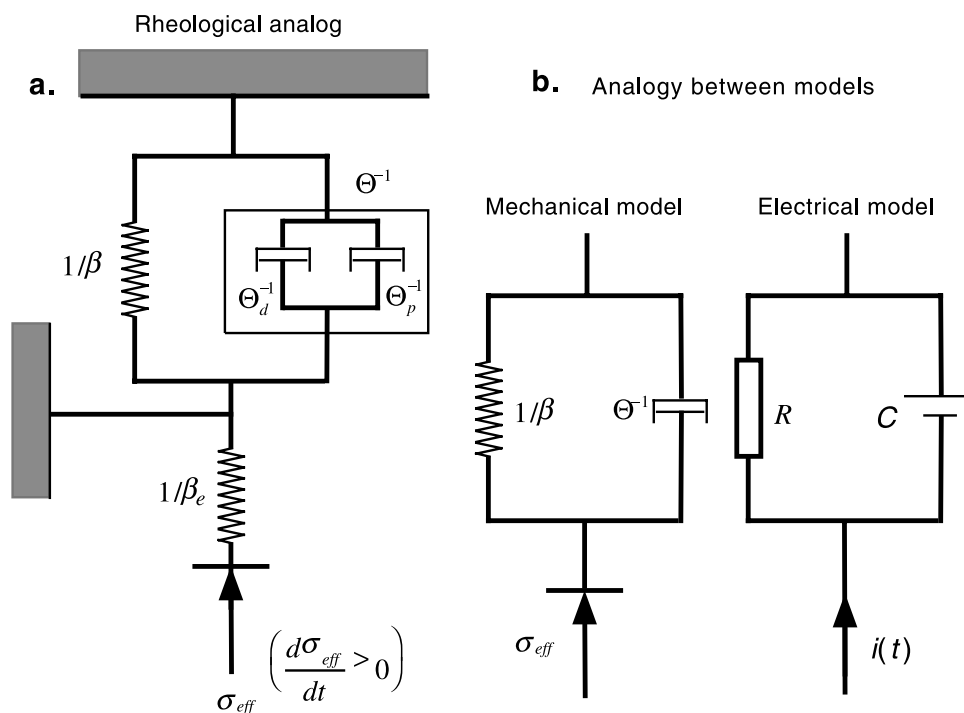 Rheological analog
a.
Θ⁻¹
1/β
Θ_d⁻¹
Θ_p⁻¹
1/β_e
σ_eff
(dσ_eff/dt > 0)
b. Analogy between models
Mechanical model
Electrical model
1/β
Θ⁻¹
R
C
σ_eff
i(t)